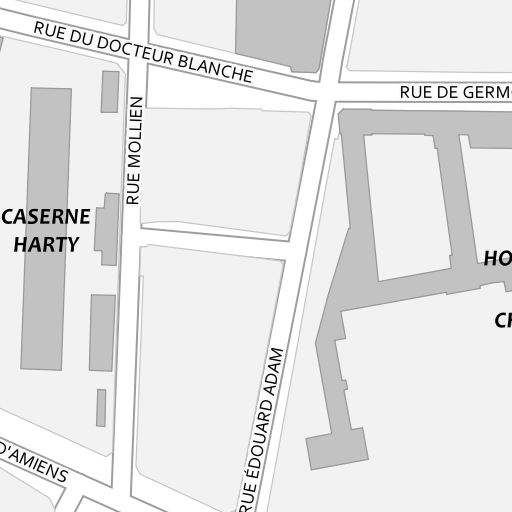 RUE DU DOCTEUR BLANCHE
RUE DE GERMO
RUE MOLLIEN
CASERNE
HARTY
HO
CH
RUE ÉDOUARD ADAM
D'AMIENS